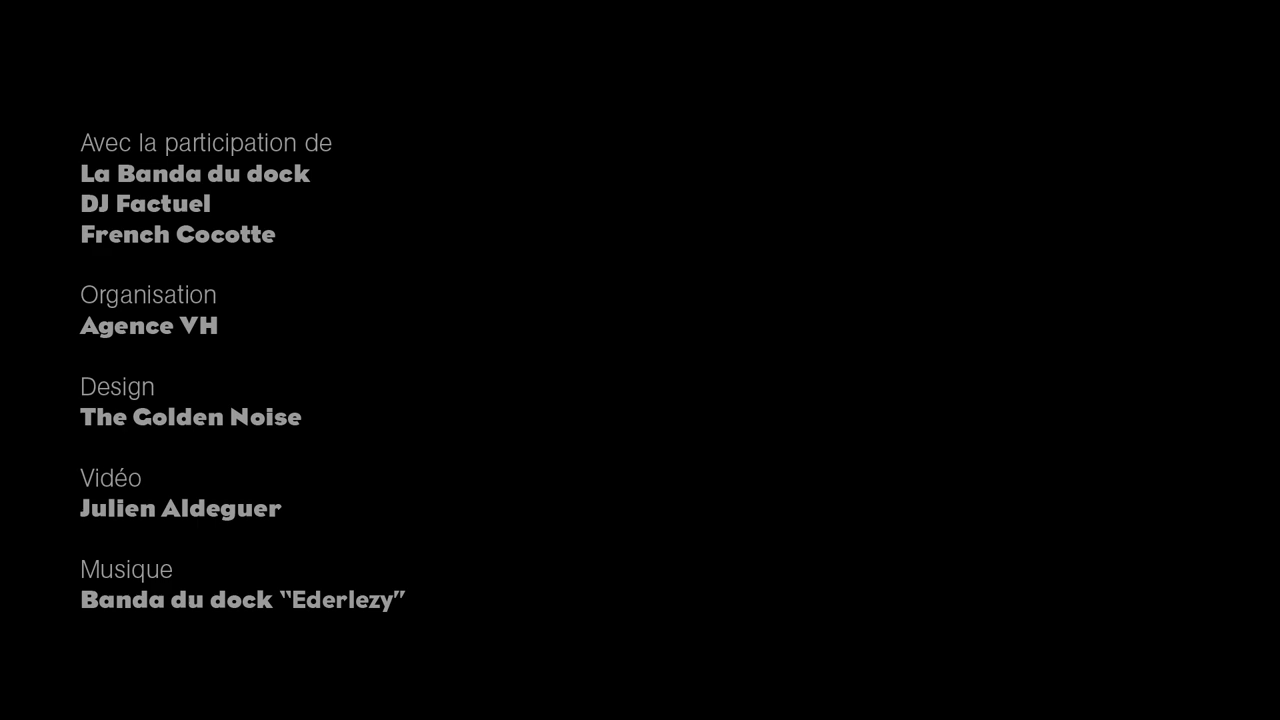 Avec la participation de
La Banda du dock
DJ Factuel
French Cocotte
Organisation
Agence VH
Design
The Golden Noise
Vidéo
Julien Aldeguer
Musique
Banda du dock “Ederlezy”